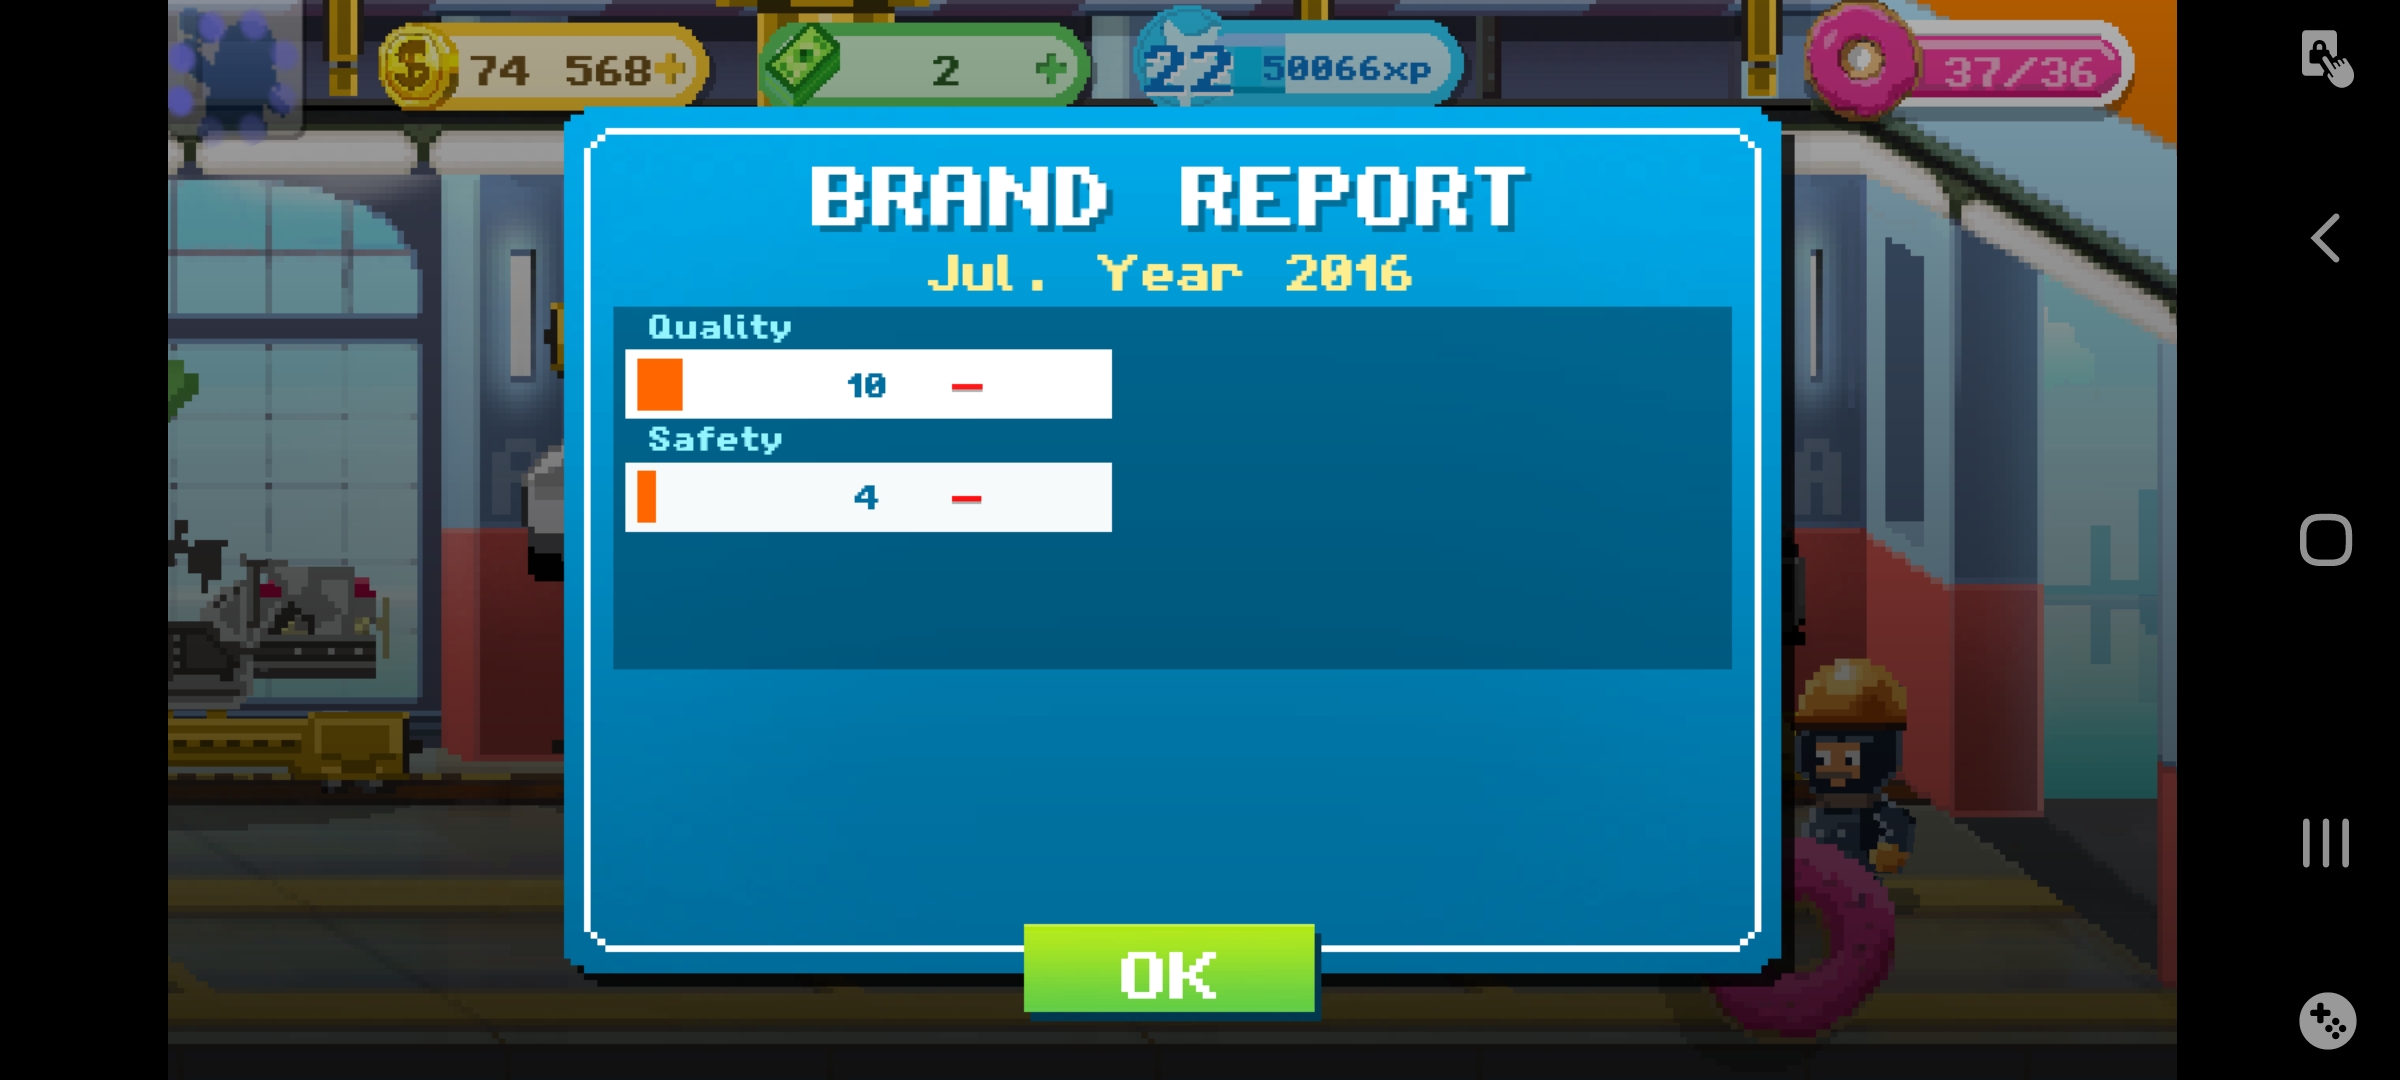 74 568+
2 +
22 50066xp
37/36
BRAND REPORT
Jul. Year 2016
Quality
10 –
Safety
4 –
OK